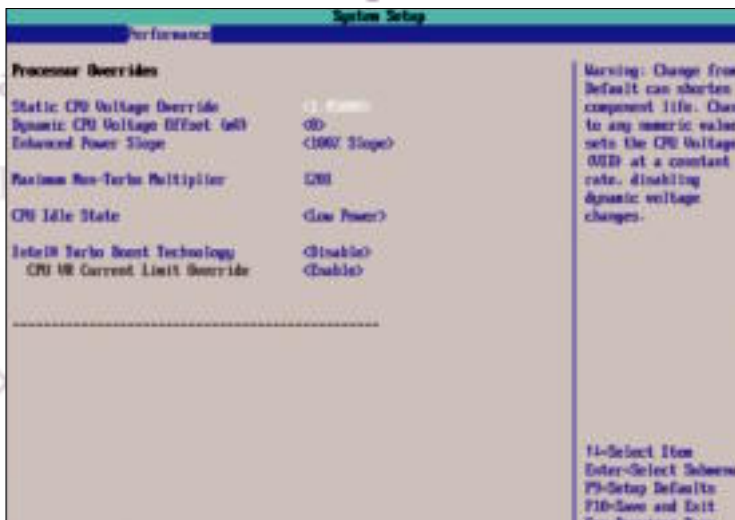 System Setup
Performance
Processor Overrides
Static CPU Voltage Override
Dynamic CPU Voltage Offset (mV) <0>
Enhanced Power Slope <100% Slope>
Maximum Non-Turbo Multiplier
CPU Idle State <Low Power>
Intel® Turbo Boost Technology <Disable>
CPU VR Current Limit Override <Enable>
Warning: Change from
Default can shorten
component life.
to any numeric value
sets the CPU Voltage
(VID) at a constant
rate, disabling
dynamic voltage
changes.
↑↓=Select Item
Enter=Select
F9=Setup Defaults
F10=Save and Exit